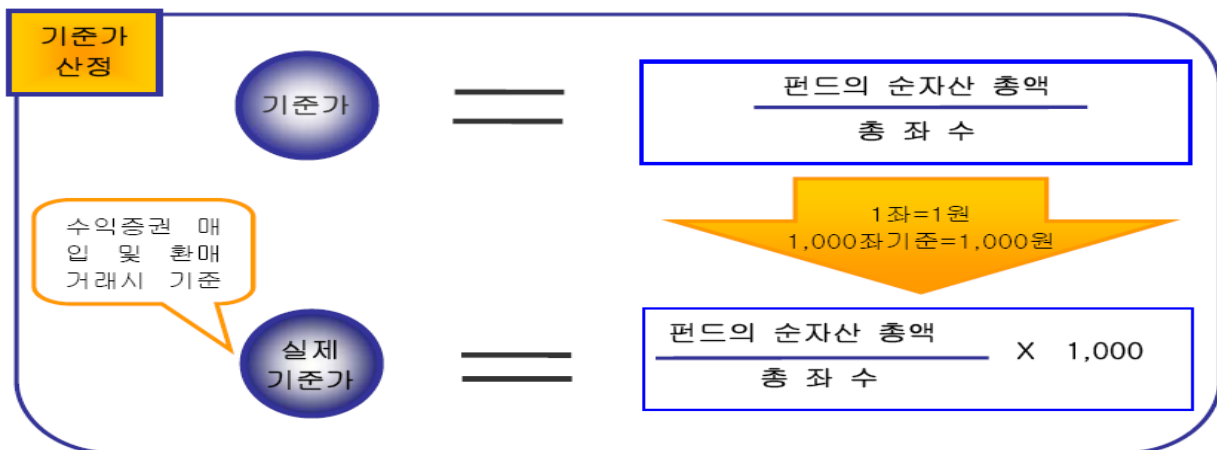 기준가
산정
기준가
펀드의 순자산 총액
총 좌 수
1좌=1원
1,000좌기준=1,000원
수익증권 매
입 및 환매
거래시 기준
실제
기준가
펀드의 순자산 총액
총 좌 수
X 1,000